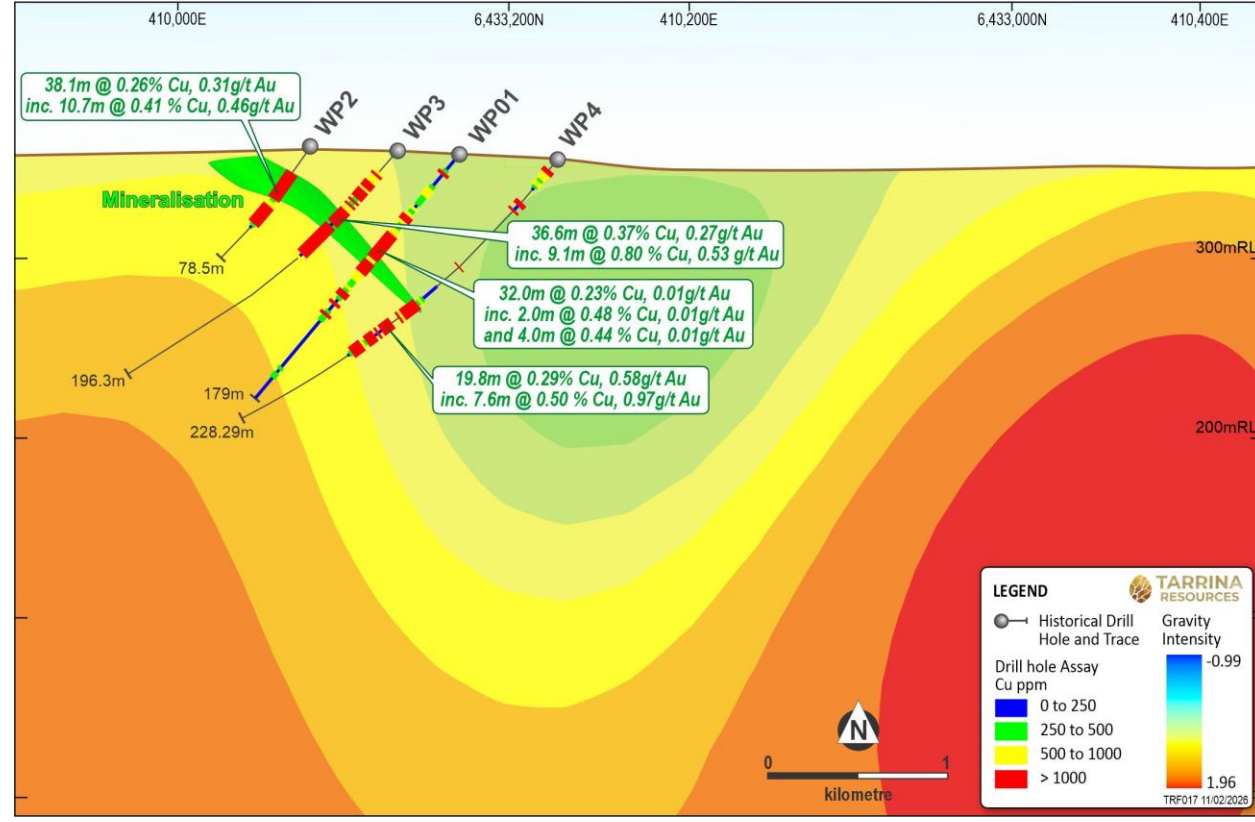 410,000E
6,433,200N
410,200E
6,433,000N
410,400E
38.1m @ 0.26% Cu, 0.31g/t Au
inc. 10.7m @ 0.41 % Cu, 0.46g/t Au
WP2
WP3
WP01
WP4
Mineralisation
36.6m @ 0.37% Cu, 0.27g/t Au
inc. 9.1m @ 0.80 % Cu, 0.53 g/t Au
300mRL
78.5m
32.0m @ 0.23% Cu, 0.01g/t Au
inc. 2.0m @ 0.48 % Cu, 0.01g/t Au
and 4.0m @ 0.44 % Cu, 0.01g/t Au
196.3m
179m
19.8m @ 0.29% Cu, 0.58g/t Au
inc. 7.6m @ 0.50 % Cu, 0.97g/t Au
228.29m
200mRL
LEGEND
TARRINA
RESOURCES
Historical Drill
Hole and Trace
Drill hole Assay
Cu ppm
0 to 250
250 to 500
500 to 1000
> 1000
Gravity
Intensity
-0.99
1.96
TRF017 11/02/2026
N
0
1
kilometre